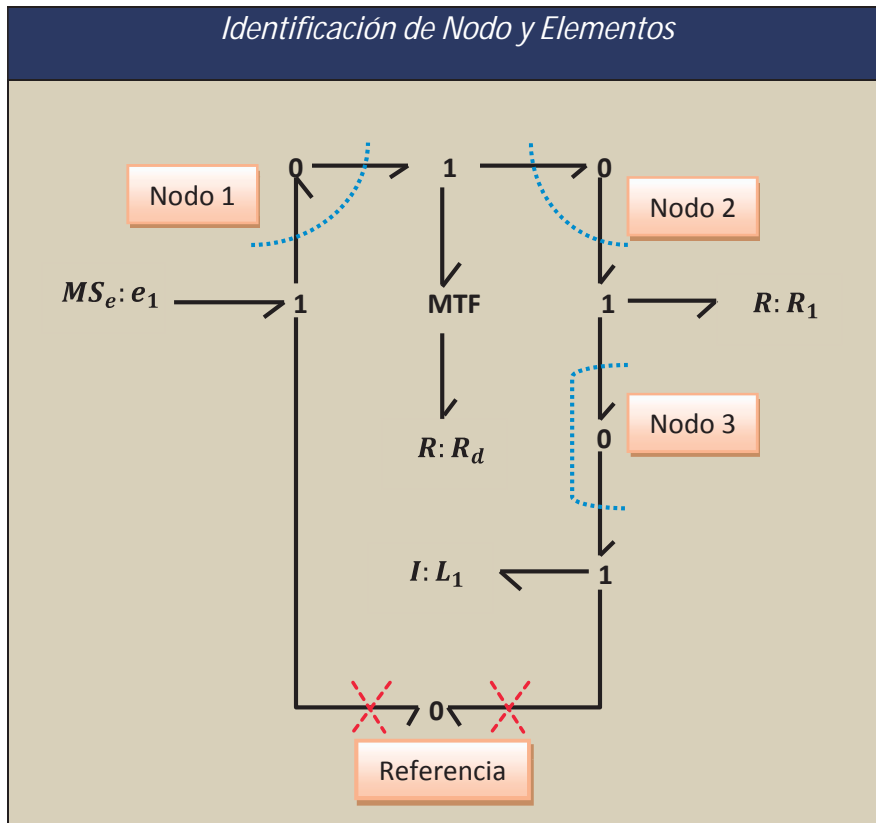 Identificación de Nodo y Elementos
0 1 0
Nodo 1
Nodo 2
MSe: e1
1 MTF 1
R: R1
Nodo 3
0
R: Rd
I: L1
1
0
Referencia